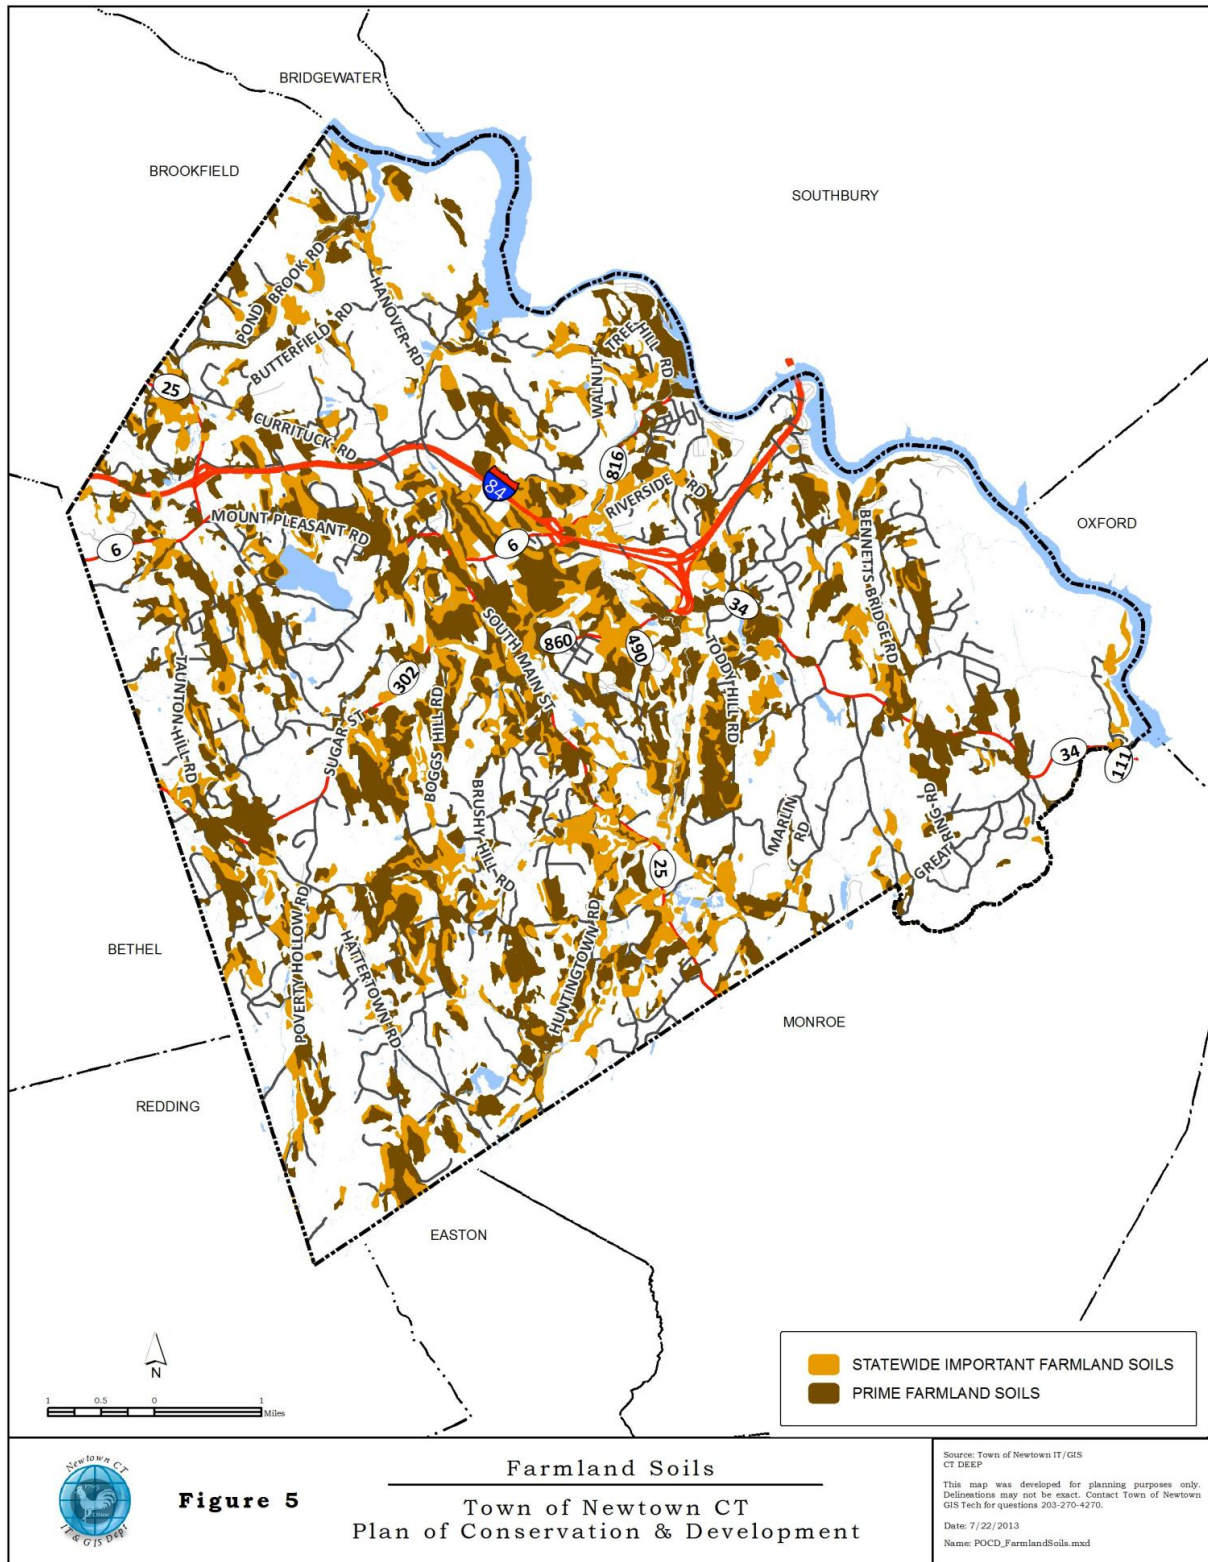 BRIDGEWATER
BROOKFIELD
SOUTHBURY
POND BROOK RD
HANOVER RD
BUTTERFIELD RD
WALNUT TREE HILL RD
25
CURRITUCK RD
816
84
RIVERSIDE RD
MOUNT PLEASANT RD
6
6
BENNETTS BRIDGE RD
OXFORD
34
SOUTH MAIN ST
860
490
TODDY HILL RD
TAUNTON HILL RD
302
SUGAR ST
BOGGS HILL RD
34
111
BRUSHY HILL RD
MARLIN RD
GREAT RING RD
25
POVERTY HOLLOW RD
HATTERTOWN RD
HUNTINGTOWN RD
BETHEL
MONROE
REDDING
EASTON
N
1 0.5 0 1
Miles
STATEWIDE IMPORTANT FARMLAND SOILS
PRIME FARMLAND SOILS
Newtown CT
IT & GIS Dept
Figure 5
Farmland Soils
Town of Newtown CT
Plan of Conservation & Development
Source: Town of Newtown IT/GIS
CT DEEP
This map was developed for planning purposes only.
Delineations may not be exact. Contact Town of Newtown
GIS Tech for questions 203-270-4270.
Date: 7/22/2013
Name: POCD_FarmlandSoils.mxd